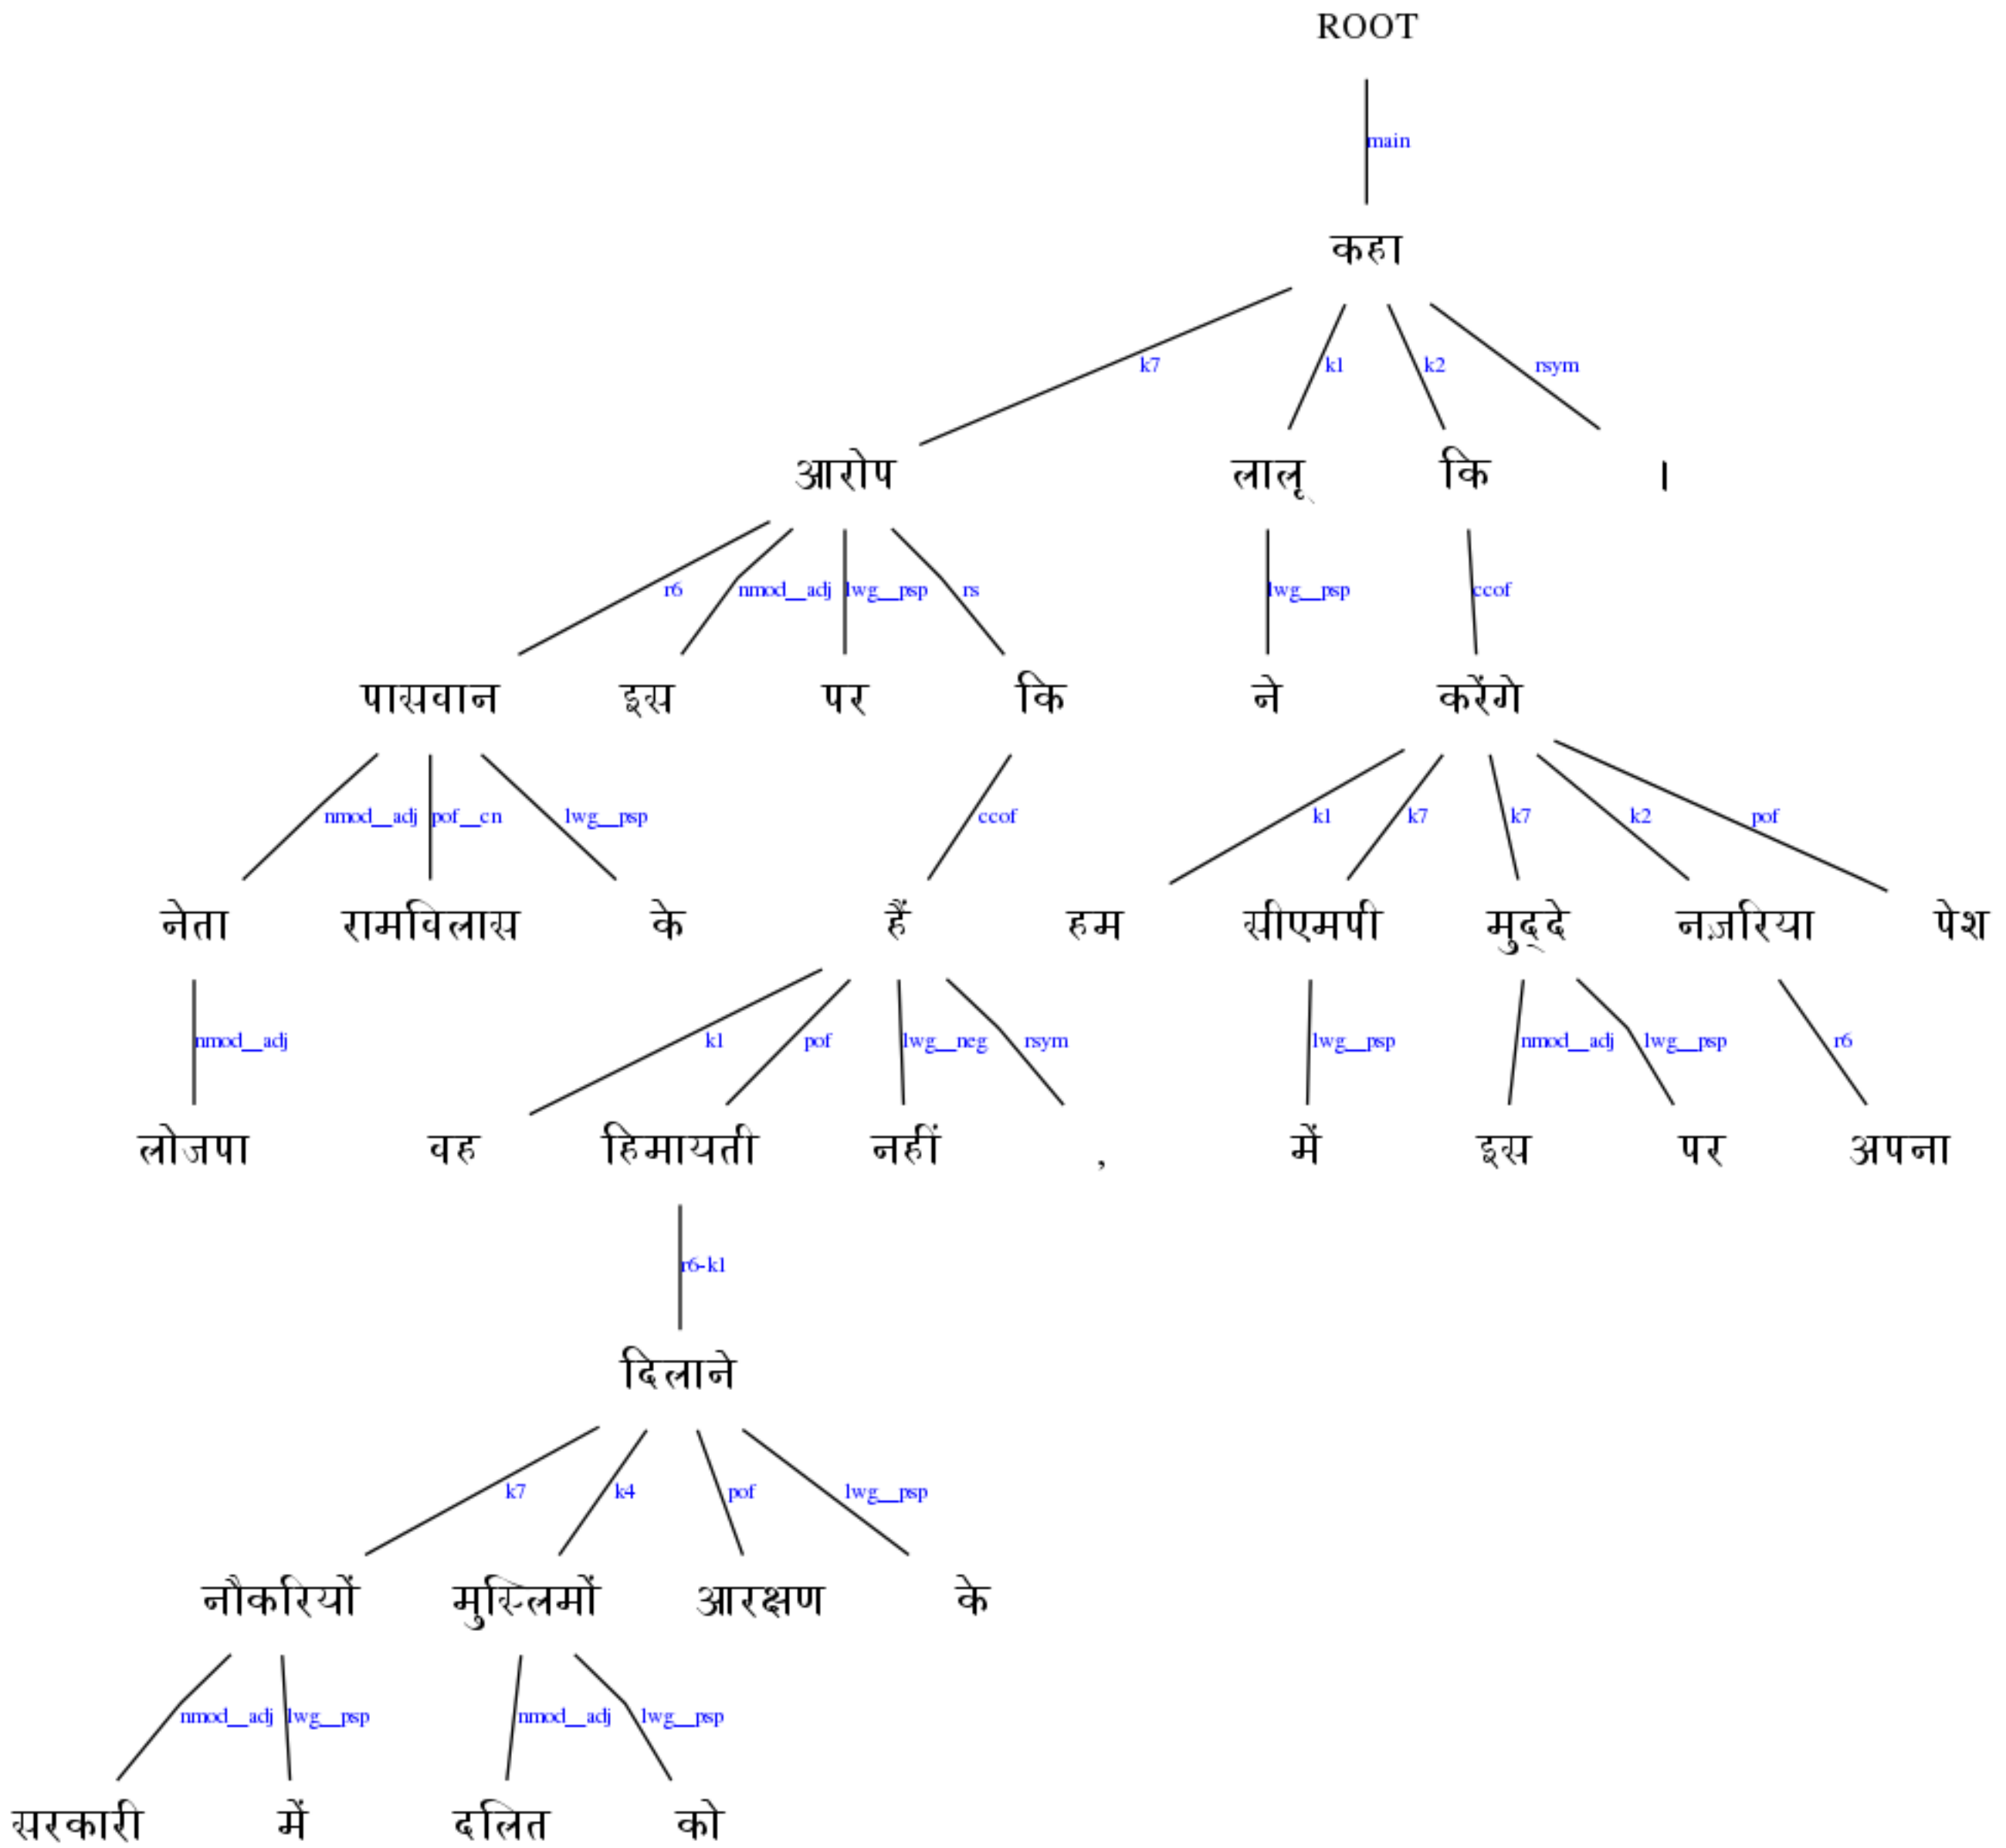 ROOT
main
कहा
k7 k1 k2 rsym
आरोप लालू कि ।
r6 nmod__adj lwg__psp rs lwg__psp ccof
पासवान इस पर कि ने करेंगे
nmod__adj pof__cn lwg__psp ccof k1 k7 k7 k2 pof
नेता रामविलास के हैं हम सीएमपी मुद्दे नज़रिया पेश
nmod__adj k1 pof lwg__neg rsym lwg__psp nmod__adj lwg__psp r6
लोजपा वह हिमायती नहीं , में इस पर अपना
r6-k1
दिलाने
k7 k4 pof lwg__psp
नौकरियों मुस्लिमों आरक्षण के
nmod__adj lwg__psp nmod__adj lwg__psp
सरकारी में दलित को